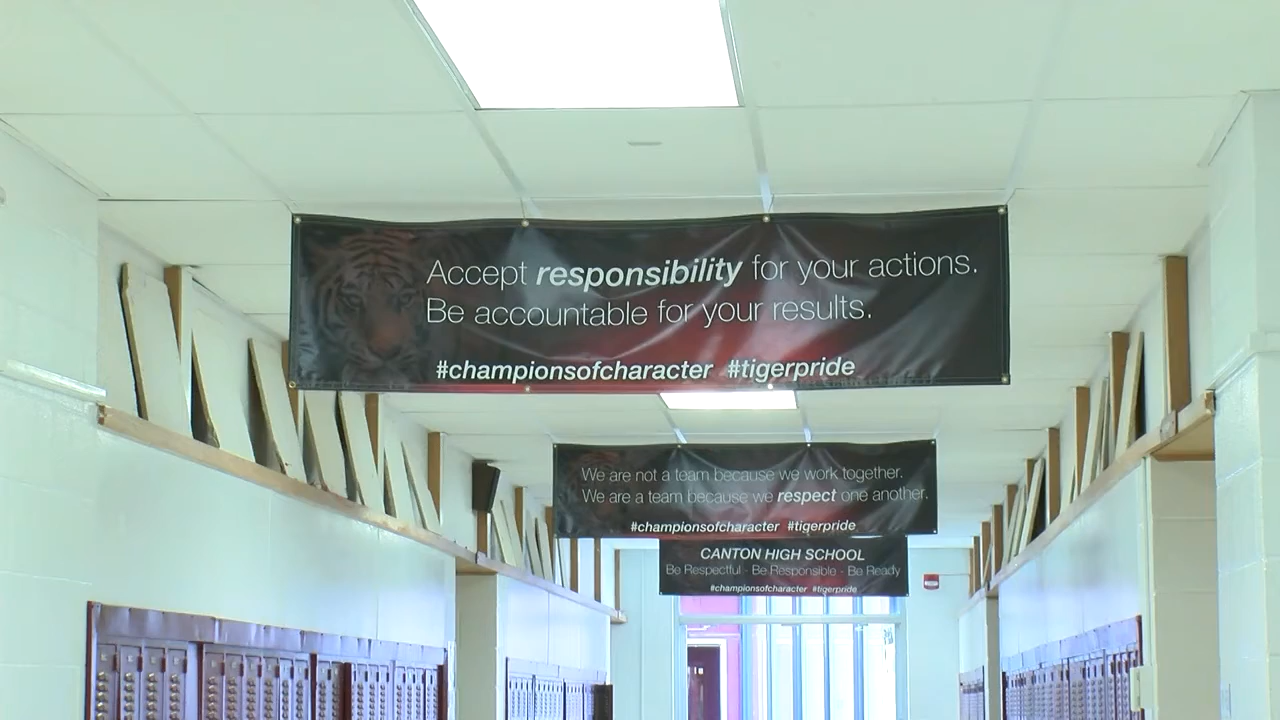 Accept responsibility for your actions.
Be accountable for your results.
#championsofcharacter #tigerpride
We are not a team because we work together.
We are a team because we respect one another.
#championsofcharacter #tigerpride
CANTON HIGH SCHOOL
Be Respectful - Be Responsible - Be Ready
#championsofcharacter #tigerpride